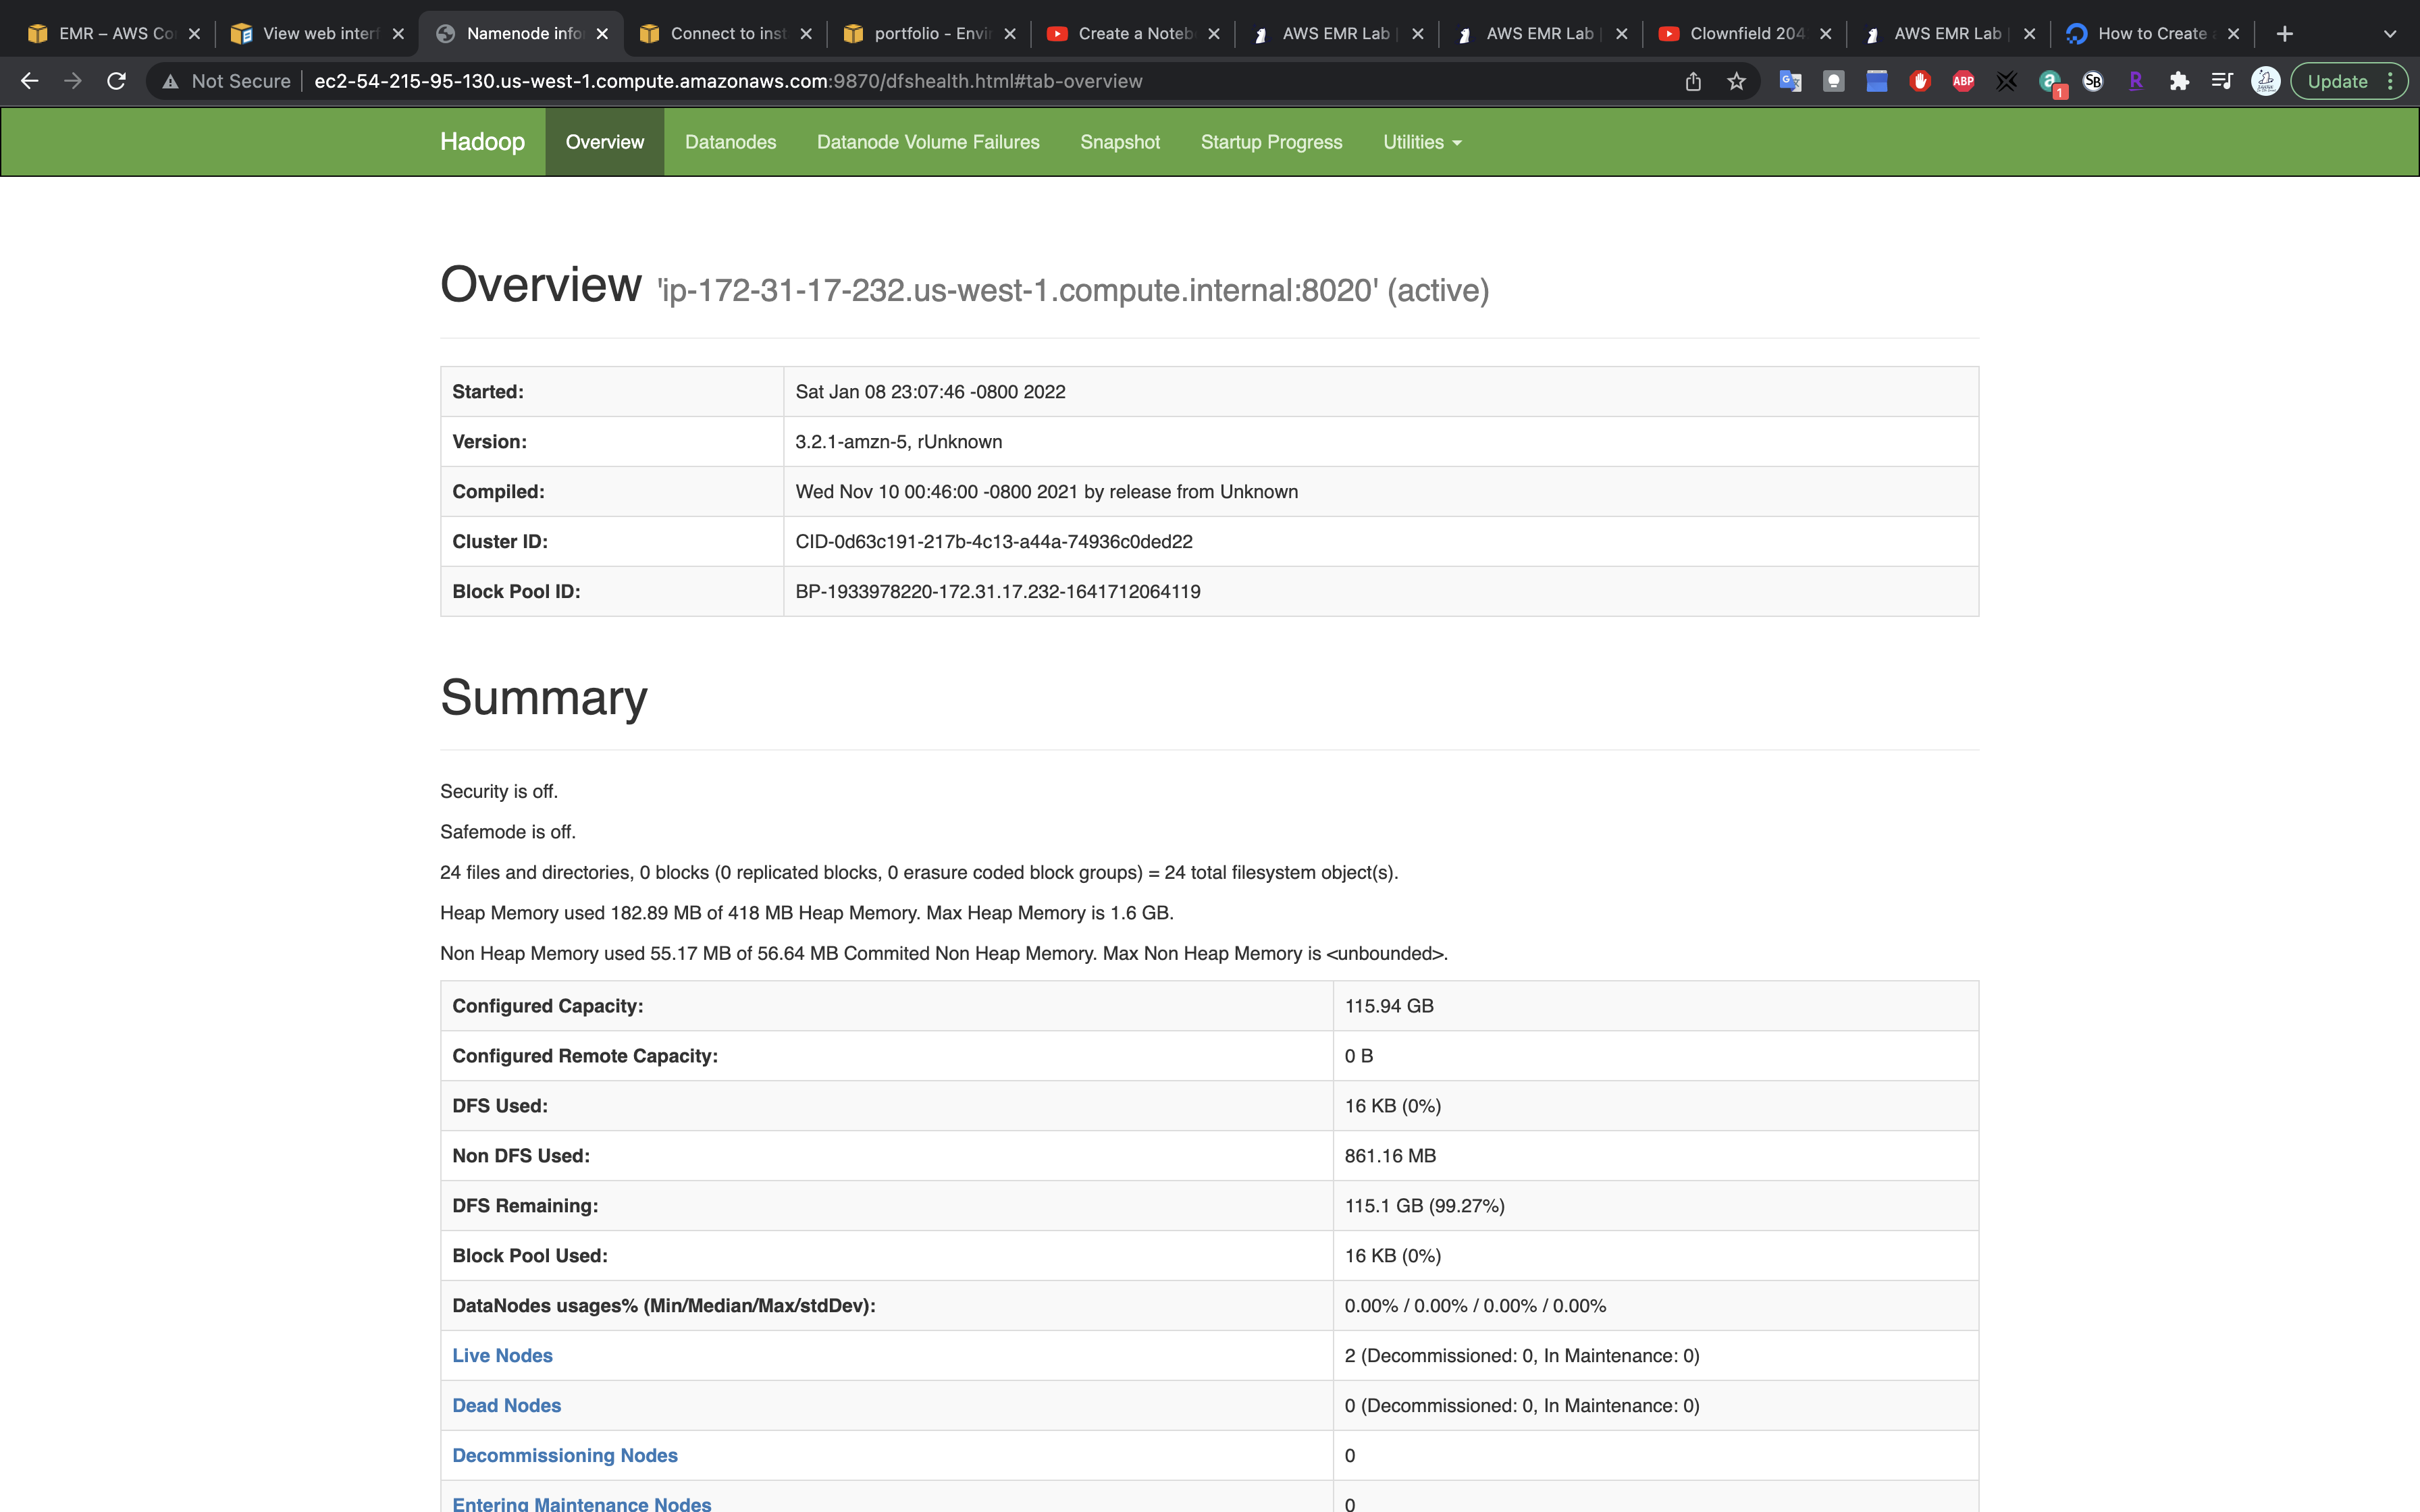 EMR – AWS Co
View web interf
Namenode info
Connect to inst
portfolio - Envir
Create a Noteb
AWS EMR Lab |
AWS EMR Lab |
Clownfield 204
AWS EMR Lab |
How to Create a
Not Secure
ec2-54-215-95-130.us-west-1.compute.amazonaws.com:9870/dfshealth.html#tab-overview
ABP
1
SB
R
Update
Hadoop
Overview
Datanodes
Datanode Volume Failures
Snapshot
Startup Progress
Utilities
Overview 'ip-172-31-17-232.us-west-1.compute.internal:8020' (active)
Started: Sat Jan 08 23:07:46 -0800 2022
Version: 3.2.1-amzn-5, rUnknown
Compiled: Wed Nov 10 00:46:00 -0800 2021 by release from Unknown
Cluster ID: CID-0d63c191-217b-4c13-a44a-74936c0ded22
Block Pool ID: BP-1933978220-172.31.17.232-1641712064119
Summary
Security is off.
Safemode is off.
24 files and directories, 0 blocks (0 replicated blocks, 0 erasure coded block groups) = 24 total filesystem object(s).
Heap Memory used 182.89 MB of 418 MB Heap Memory. Max Heap Memory is 1.6 GB.
Non Heap Memory used 55.17 MB of 56.64 MB Commited Non Heap Memory. Max Non Heap Memory is <unbounded>.
Configured Capacity: 115.94 GB
Configured Remote Capacity: 0 B
DFS Used: 16 KB (0%)
Non DFS Used: 861.16 MB
DFS Remaining: 115.1 GB (99.27%)
Block Pool Used: 16 KB (0%)
DataNodes usages% (Min/Median/Max/stdDev): 0.00% / 0.00% / 0.00% / 0.00%
Live Nodes 2 (Decommissioned: 0, In Maintenance: 0)
Dead Nodes 0 (Decommissioned: 0, In Maintenance: 0)
Decommissioning Nodes 0
Entering Maintenance Nodes 0